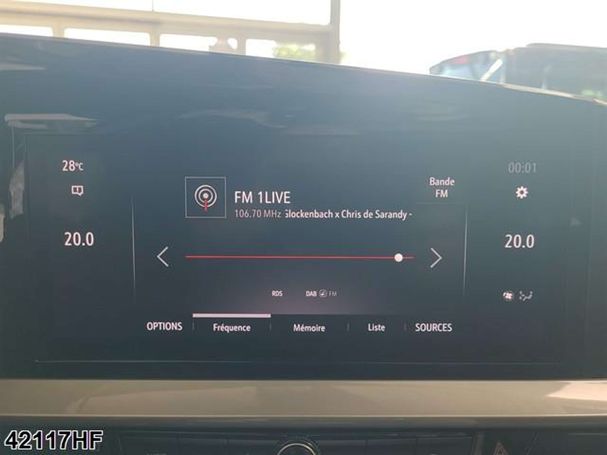 28°C
00:01
Bande
FM
FM 1LIVE
106.70 MHz Glockenbach x Chris de Sarandy -
20.0
20.0
RDS DAB FM
OPTIONS Fréquence Mémoire Liste SOURCES
42117HF